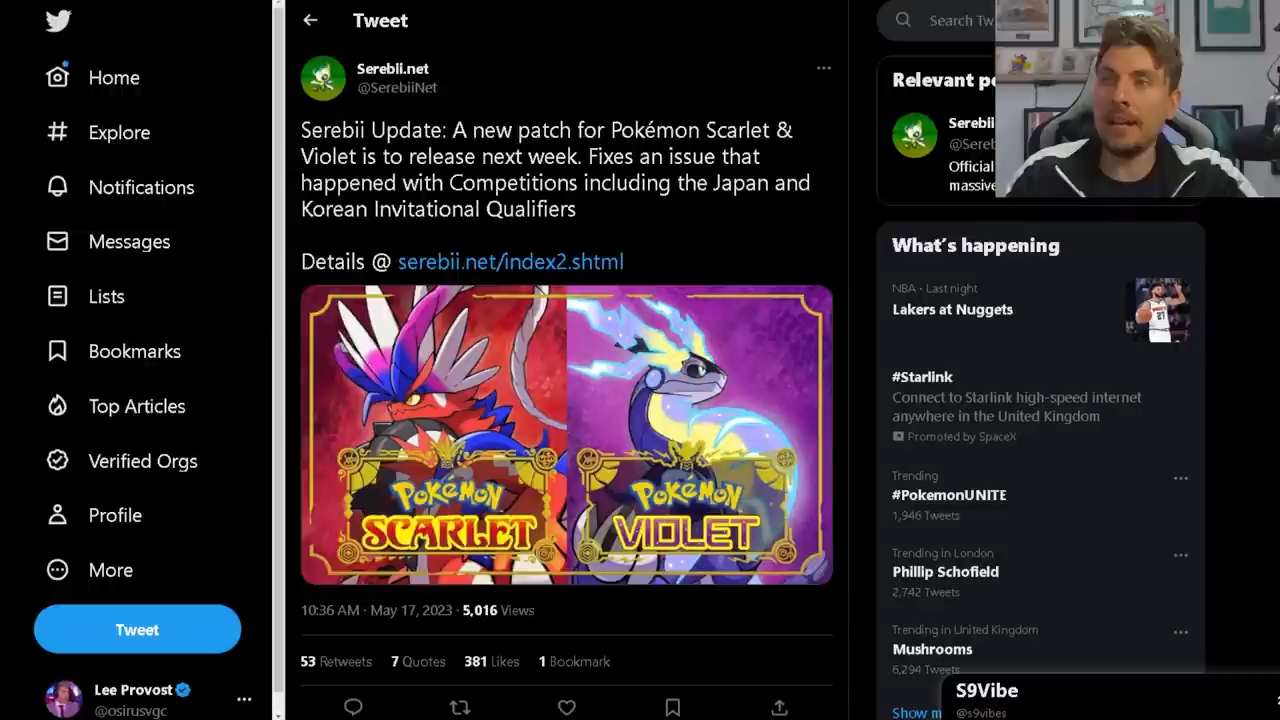 Home
Explore
Notifications
Messages
Lists
Bookmarks
Top Articles
Verified Orgs
Profile
More
Tweet
Lee Provost
@osirusvgc
Tweet
Serebii.net
@SerebiiNet
Serebii Update: A new patch for Pokémon Scarlet &
Violet is to release next week. Fixes an issue that
happened with Competitions including the Japan and
Korean Invitational Qualifiers
Details @ serebii.net/index2.shtml
POKéMON
SCARLET
POKéMON
VIOLET
10:36 AM · May 17, 2023 · 5,016 Views
53 Retweets 7 Quotes 381 Likes 1 Bookmark
Search Tw
Relevant pe
Serebii
@Sereb
Official
massive
What's happening
NBA · Last night
Lakers at Nuggets
#Starlink
Connect to Starlink high-speed internet
anywhere in the United Kingdom
Promoted by SpaceX
Trending
#PokemonUNITE
1,946 Tweets
Trending in London
Phillip Schofield
2,742 Tweets
Trending in United Kingdom
Mushrooms
6,294 Tweets
Show m
S9Vibe
@s9vibes